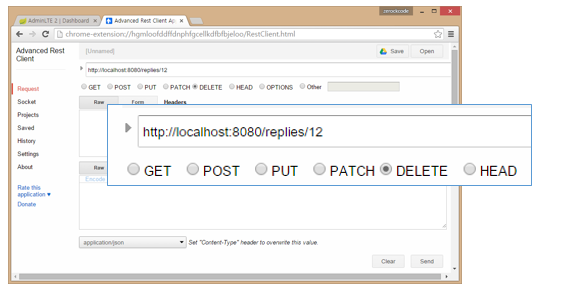 zerockcode
AdminLTE 2 | Dashboard
Advanced Rest Client Ap
chrome-extension://hgmloofddffdnphfgcellkdfbfbjeloo/RestClient.html
Advanced Rest Client
[Unnamed]
Save
Open
http://localhost:8080/replies/12
GET POST PUT PATCH DELETE HEAD OPTIONS Other
Request
Socket
Projects
Saved
History
Settings
About
Rate this application ♥
Donate
Raw Form Headers
http://localhost:8080/replies/12
GET POST PUT PATCH DELETE HEAD
Raw
Encode
application/json
Set "Content-Type" header to overwrite this value.
Clear
Send